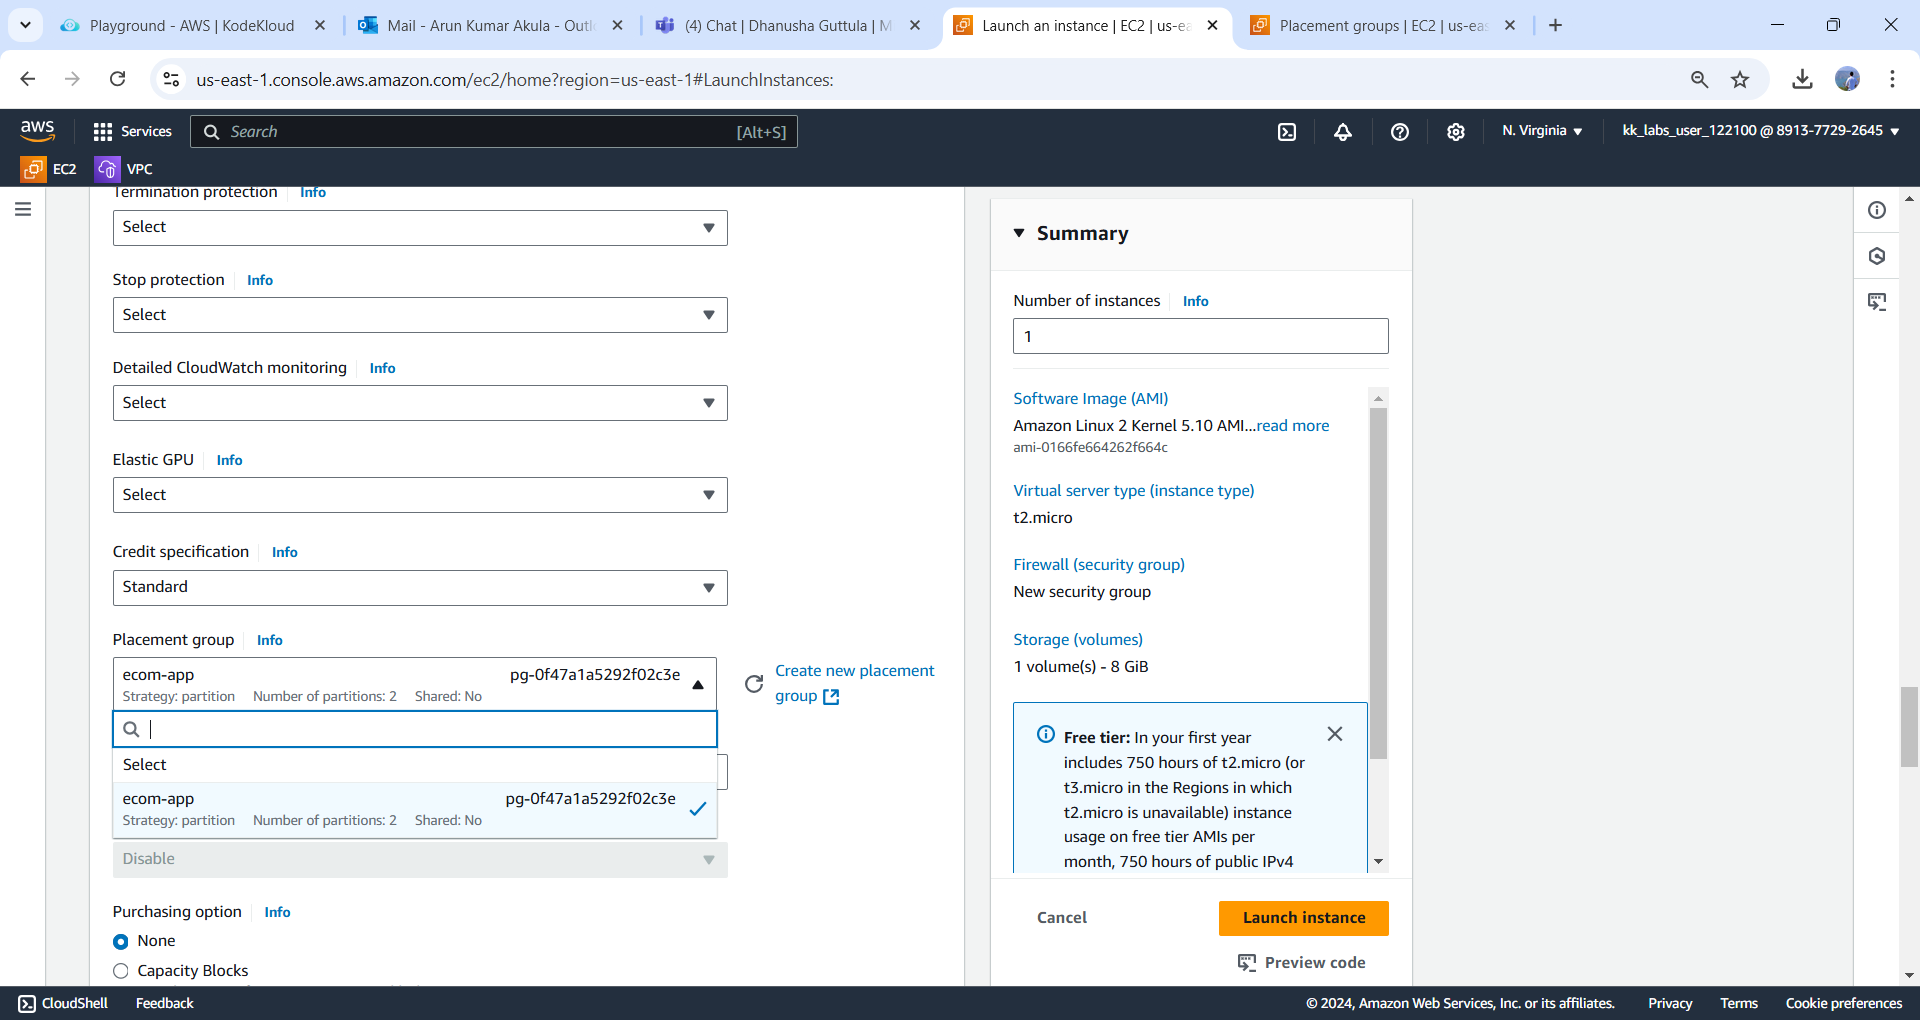 Playground - AWS | KodeKloud
Mail - Arun Kumar Akula - Outl
(4) Chat | Dhanusha Guttula | M
Launch an instance | EC2 | us-ea
Placement groups | EC2 | us-eas
us-east-1.console.aws.amazon.com/ec2/home?region=us-east-1#LaunchInstances:
aws
Services
Search
[Alt+S]
N. Virginia
kk_labs_user_122100 @ 8913-7729-2645
EC2
VPC
Termination protection Info
Select
Stop protection Info
Select
Detailed CloudWatch monitoring Info
Select
Elastic GPU Info
Select
Credit specification Info
Standard
Placement group Info
ecom-app pg-0f47a1a5292f02c3e
Strategy: partition Number of partitions: 2 Shared: No
Create new placement
group
Select
ecom-app pg-0f47a1a5292f02c3e
Strategy: partition Number of partitions: 2 Shared: No
Disable
Purchasing option Info
None
Capacity Blocks
Summary
Number of instances Info
1
Software Image (AMI)
Amazon Linux 2 Kernel 5.10 AMI...read more
ami-0166fe664262f664c
Virtual server type (instance type)
t2.micro
Firewall (security group)
New security group
Storage (volumes)
1 volume(s) - 8 GiB
Free tier: In your first year
includes 750 hours of t2.micro (or
t3.micro in the Regions in which
t2.micro is unavailable) instance
usage on free tier AMIs per
month, 750 hours of public IPv4
Cancel
Launch instance
Preview code
CloudShell
Feedback
© 2024, Amazon Web Services, Inc. or its affiliates.
Privacy
Terms
Cookie preferences